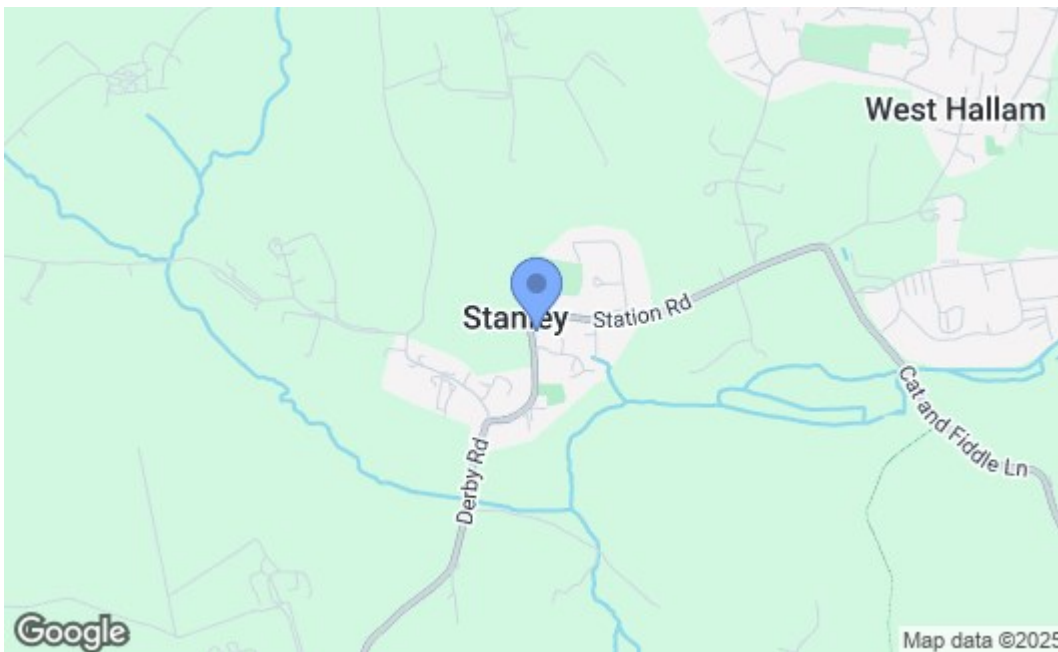 West Hallam
Stanley
Station Rd
Cat and Fiddle Ln
Derby Rd
Google
Map data ©2025